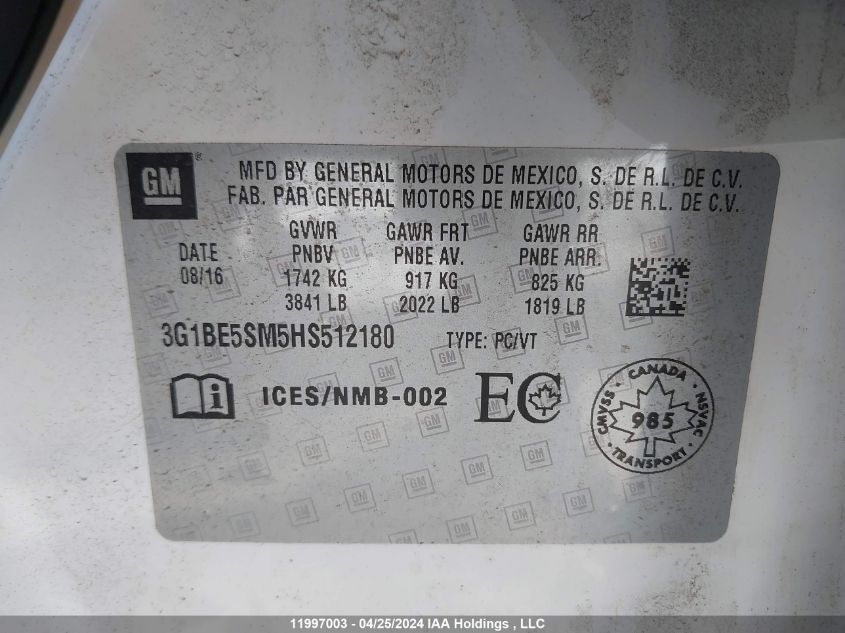 GM ®
MFD BY GENERAL MOTORS DE MEXICO, S. DE R.L. DE C.V.
FAB. PAR GENERAL MOTORS DE MEXICO, S. DE R.L. DE C.V.
GVWR GAWR FRT GAWR RR
DATE PNBV PNBE AV. PNBE ARR.
08/16 1742 KG 917 KG 825 KG
3841 LB 2022 LB 1819 LB
3G1BE5SM5HS512180 TYPE: PC/VT
i ICES/NMB-002 EC
CANADA
CMVSS 985 NSVAC
TRANSPORT
11997003 - 04/25/2024 IAA Holdings , LLC